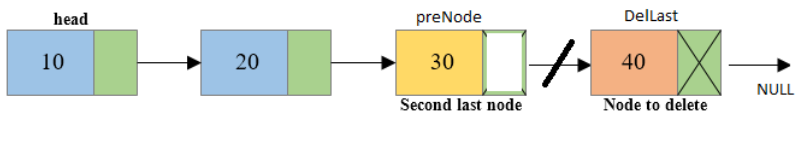 head
preNode
DelLast
10
20
30
40
NULL
Second last node
Node to delete